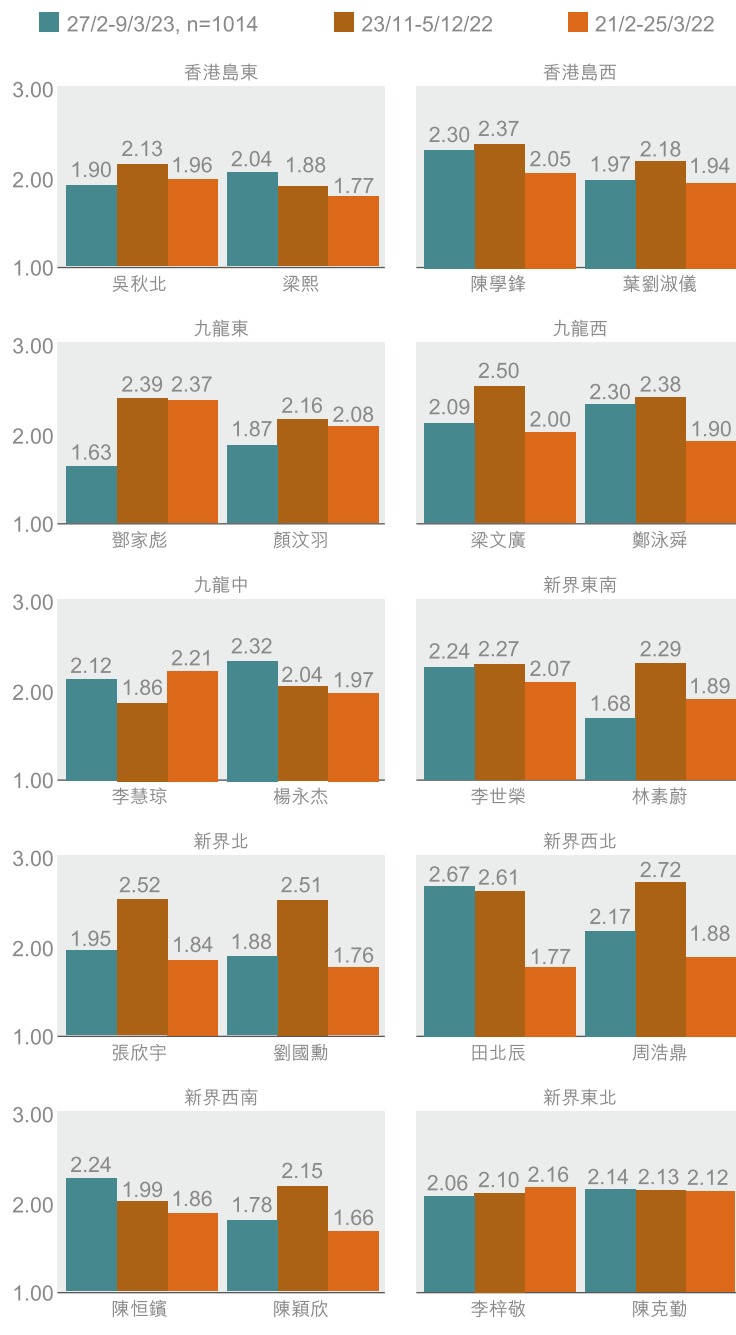 27/2-9/3/23, n=1014 23/11-5/12/22 21/2-25/3/22
香港島東 香港島西
3.00
2.00
1.00
1.90 2.13 1.96 2.04 1.88 1.77
2.30 2.37 2.05 1.97 2.18 1.94
吳秋北 梁熙 陳學鋒 葉劉淑儀
九龍東 九龍西
3.00
2.00
1.00
1.63 2.39 2.37 1.87 2.16 2.08
2.09 2.50 2.00 2.30 2.38 1.90
鄧家彪 顏汶羽 梁文廣 鄭泳舜
九龍中 新界東南
3.00
2.00
1.00
2.12 1.86 2.21 2.32 2.04 1.97
2.24 2.27 2.07 1.68 2.29 1.89
李慧琼 楊永杰 李世榮 林素蔚
新界北 新界西北
3.00
2.00
1.00
1.95 2.52 1.84 1.88 2.51 1.76
2.67 2.61 1.77 2.17 2.72 1.88
張欣宇 劉國勳 田北辰 周浩鼎
新界西南 新界東北
3.00
2.00
1.00
2.24 1.99 1.86 1.78 2.15 1.66
2.06 2.10 2.16 2.14 2.13 2.12
陳恒鑌 陳穎欣 李梓敬 陳克勤